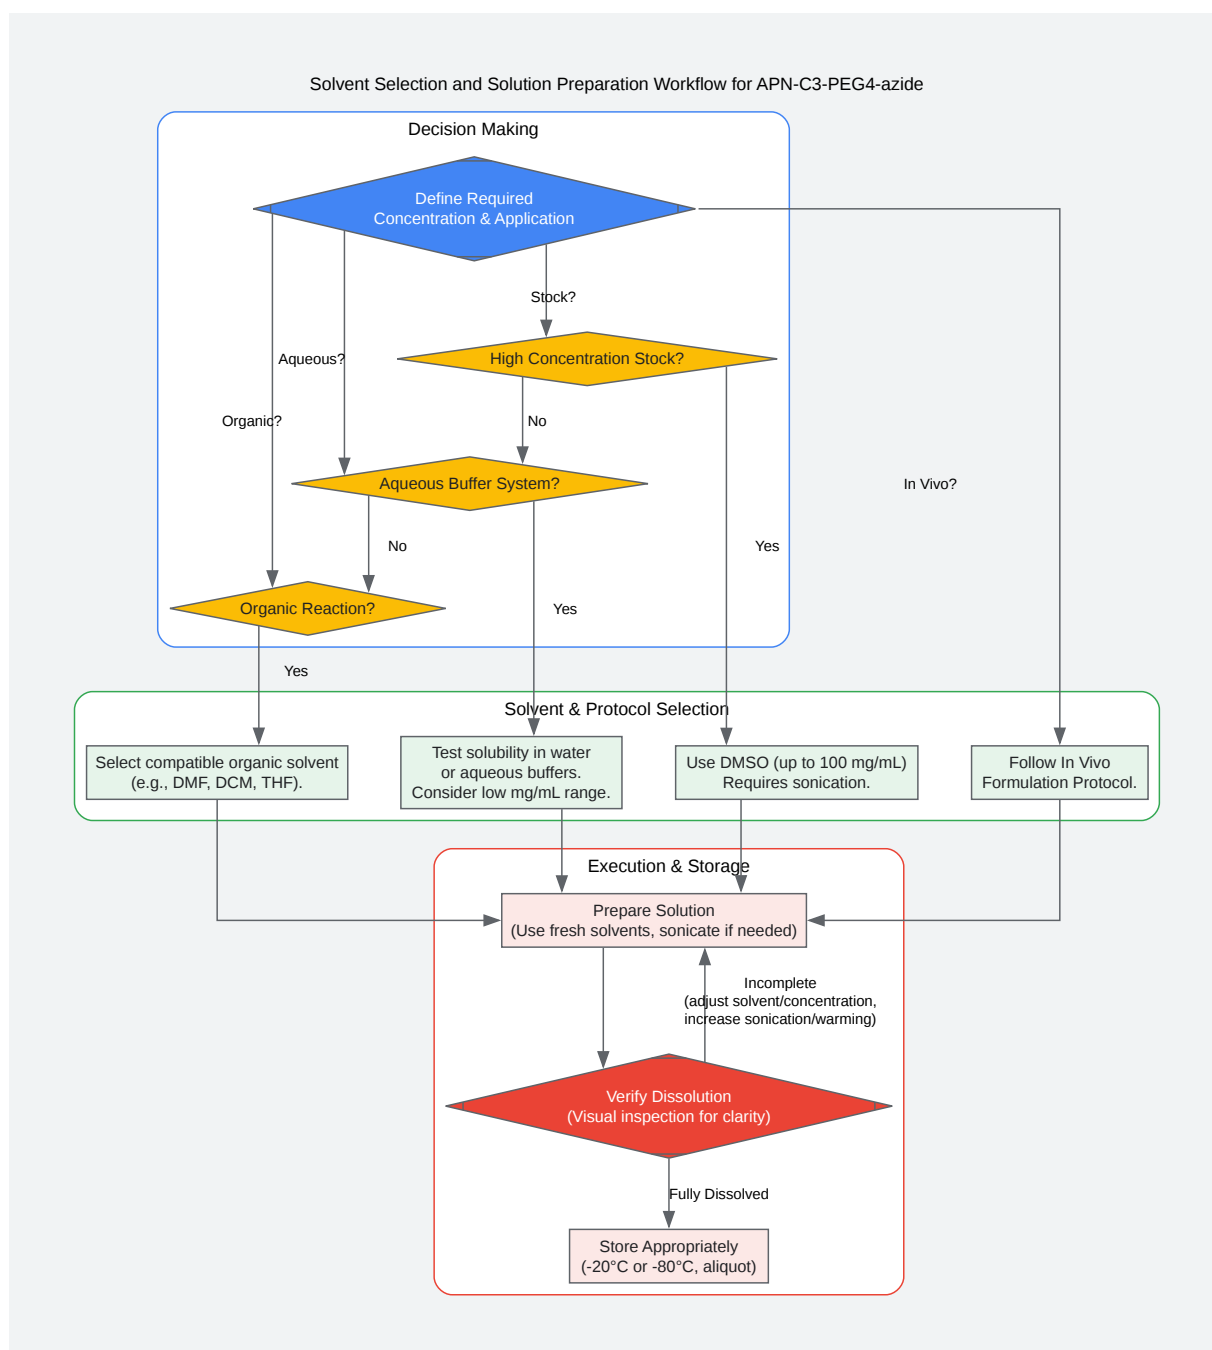 Solvent Selection and Solution Preparation Workflow for APN-C3-PEG4-azide
Decision Making
Define Required
Concentration & Application
Stock?
Aqueous?
High Concentration Stock?
Organic?
No
Aqueous Buffer System?
In Vivo?
No
Yes
Organic Reaction?
Yes
Yes
Solvent & Protocol Selection
Select compatible organic solvent
(e.g., DMF, DCM, THF).
Test solubility in water
or aqueous buffers.
Consider low mg/mL range.
Use DMSO (up to 100 mg/mL)
Requires sonication.
Follow In Vivo
Formulation Protocol.
Execution & Storage
Prepare Solution
(Use fresh solvents, sonicate if needed)
Incomplete
(adjust solvent/concentration,
increase sonication/warming)
Verify Dissolution
(Visual inspection for clarity)
Fully Dissolved
Store Appropriately
(-20°C or -80°C, aliquot)